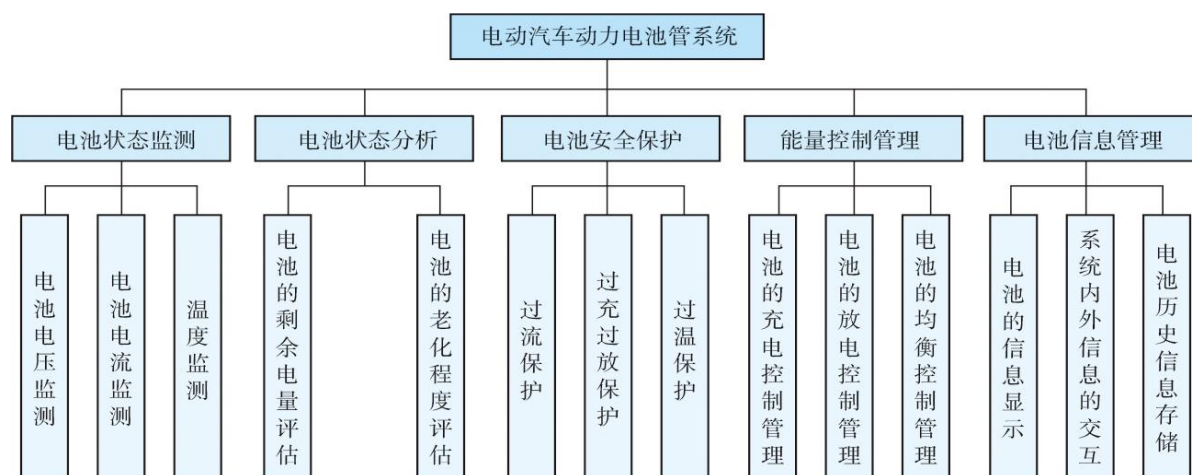 电动汽车动力电池管系统
电池状态监测
电池状态分析
电池安全保护
能量控制管理
电池信息管理
电池电压监测
电池电流监测
温度监测
电池的剩余电量评估
电池的老化程度评估
过流保护
过充过放保护
过温保护
电池的充电控制管理
电池的放电控制管理
电池的均衡控制管理
电池的信息显示
系统内外信息的交互
电池历史信息存储